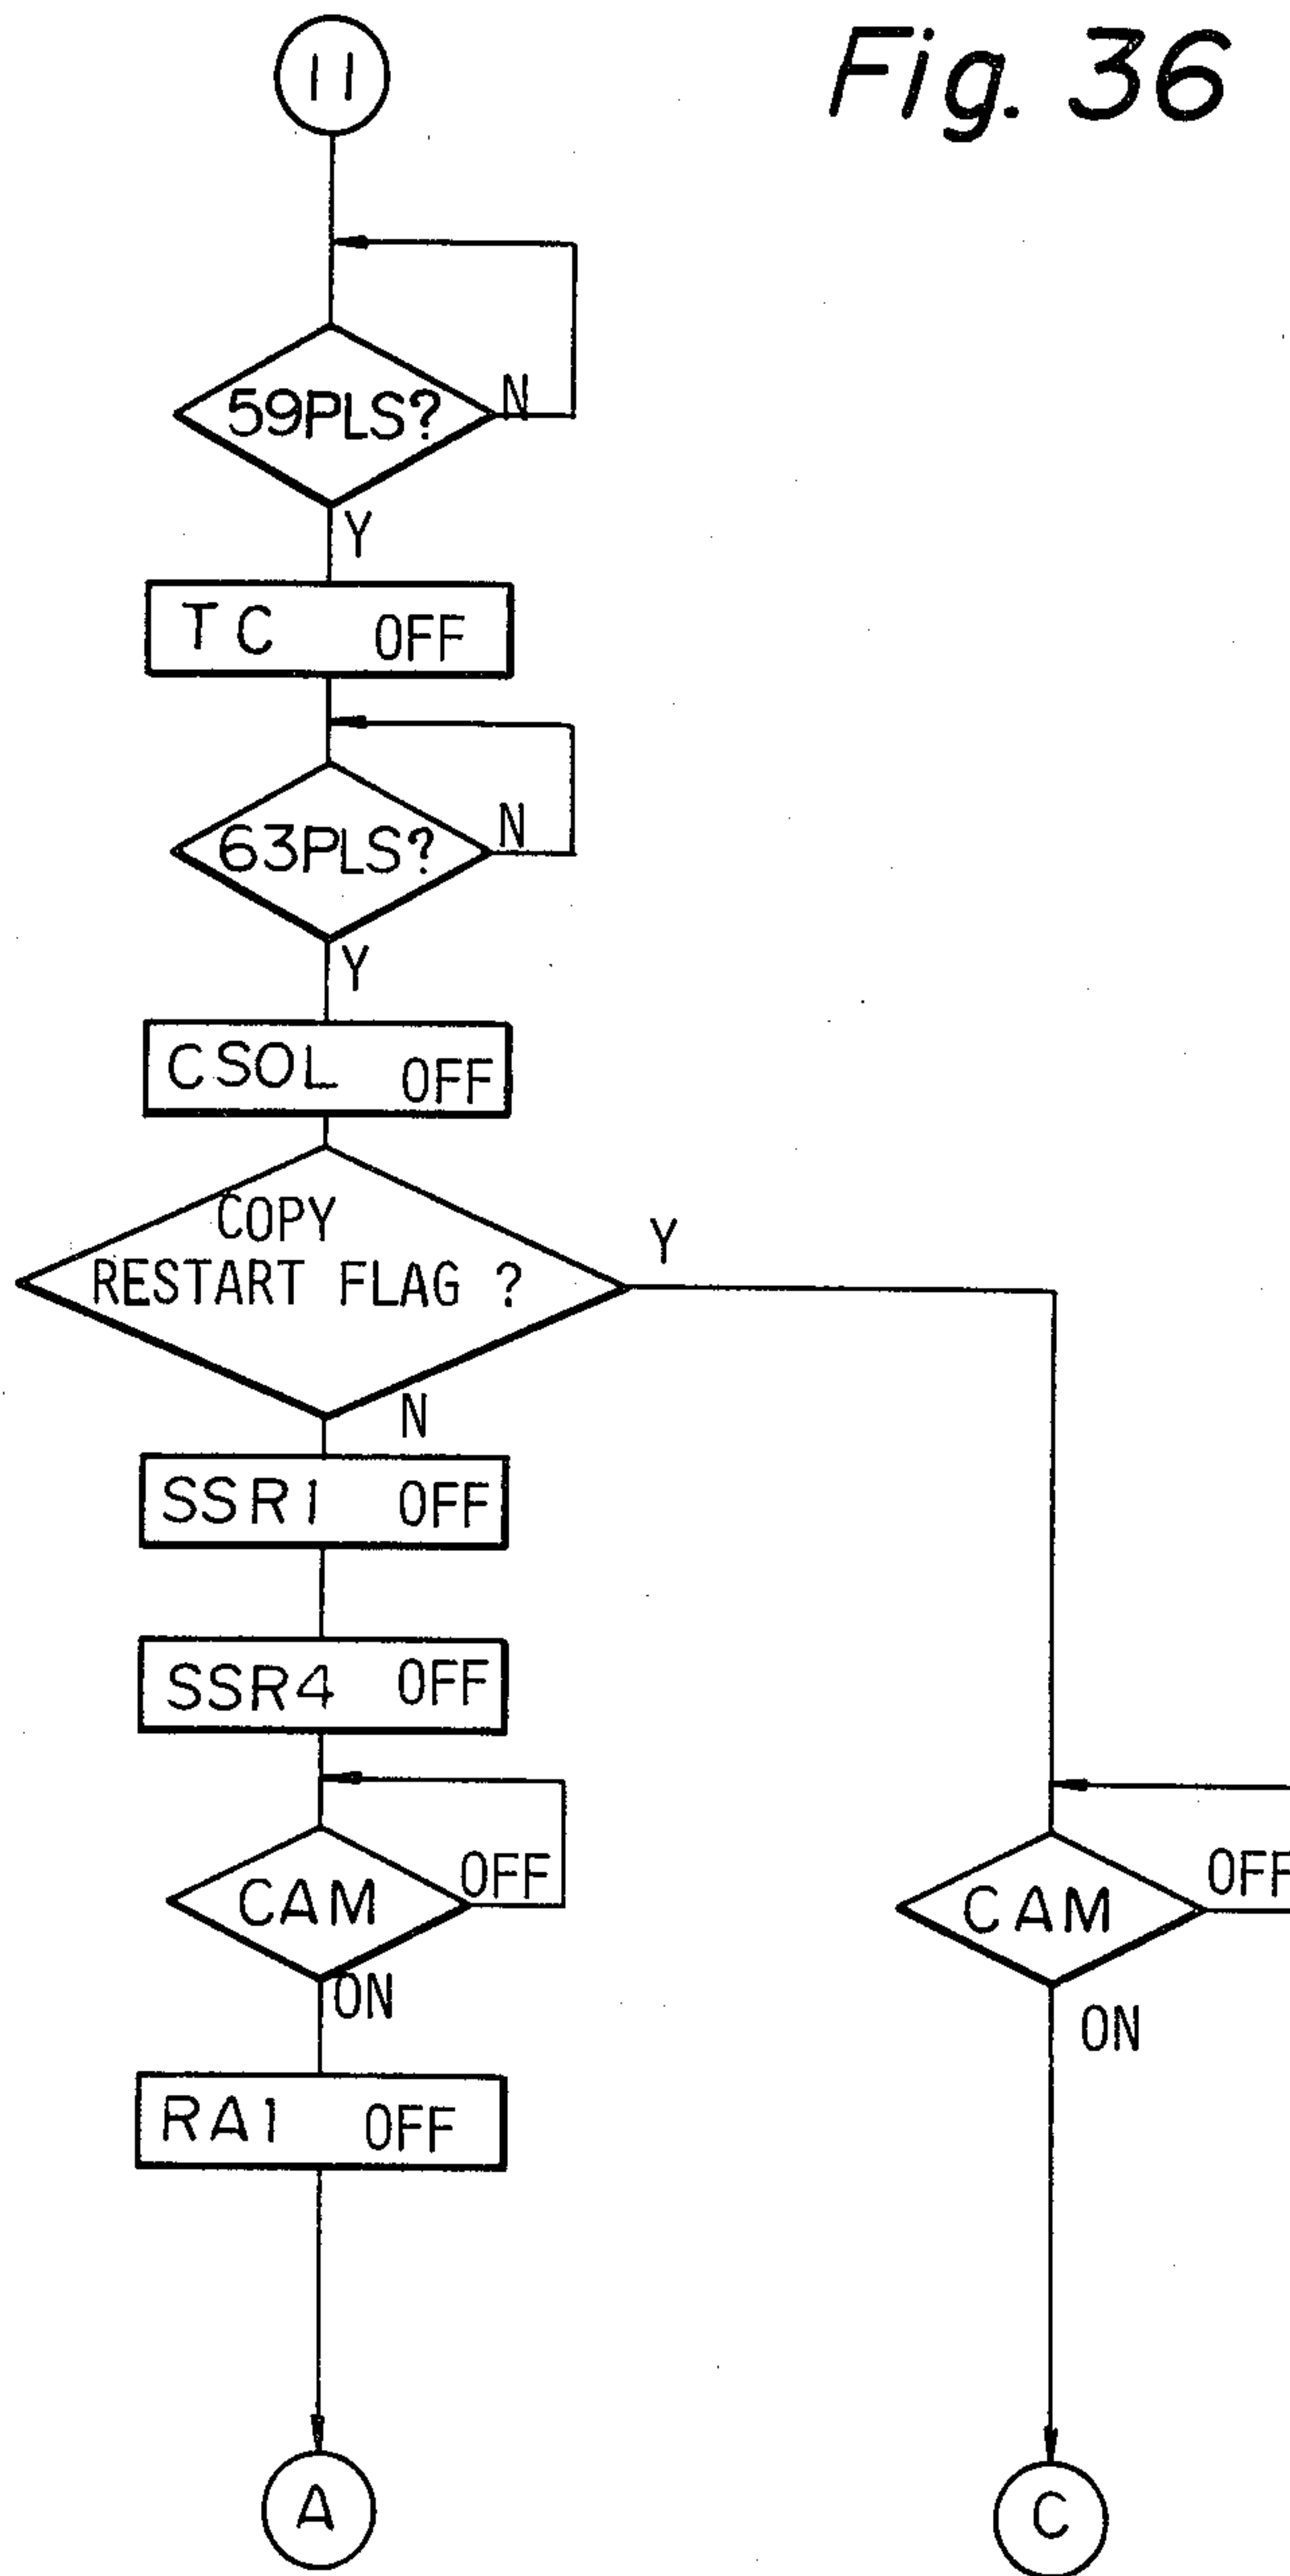 Fig. 36
11
59PLS?
N
Y
TC OFF
63PLS?
N
Y
CSOL OFF
COPY
RESTART FLAG ?
Y
N
SSR1 OFF
SSR4 OFF
CAM
OFF
ON
RA1 OFF
A
CAM
OFF
ON
C